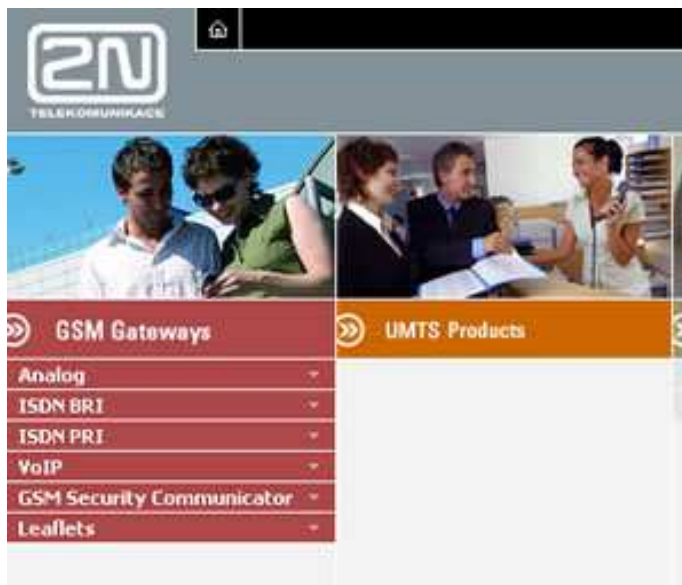 2N
TELEKOMUNIKACE
GSM Gateways
UMTS Products
Analog
ISDN BRI
ISDN PRI
VoIP
GSM Security Communicator
Leaflets